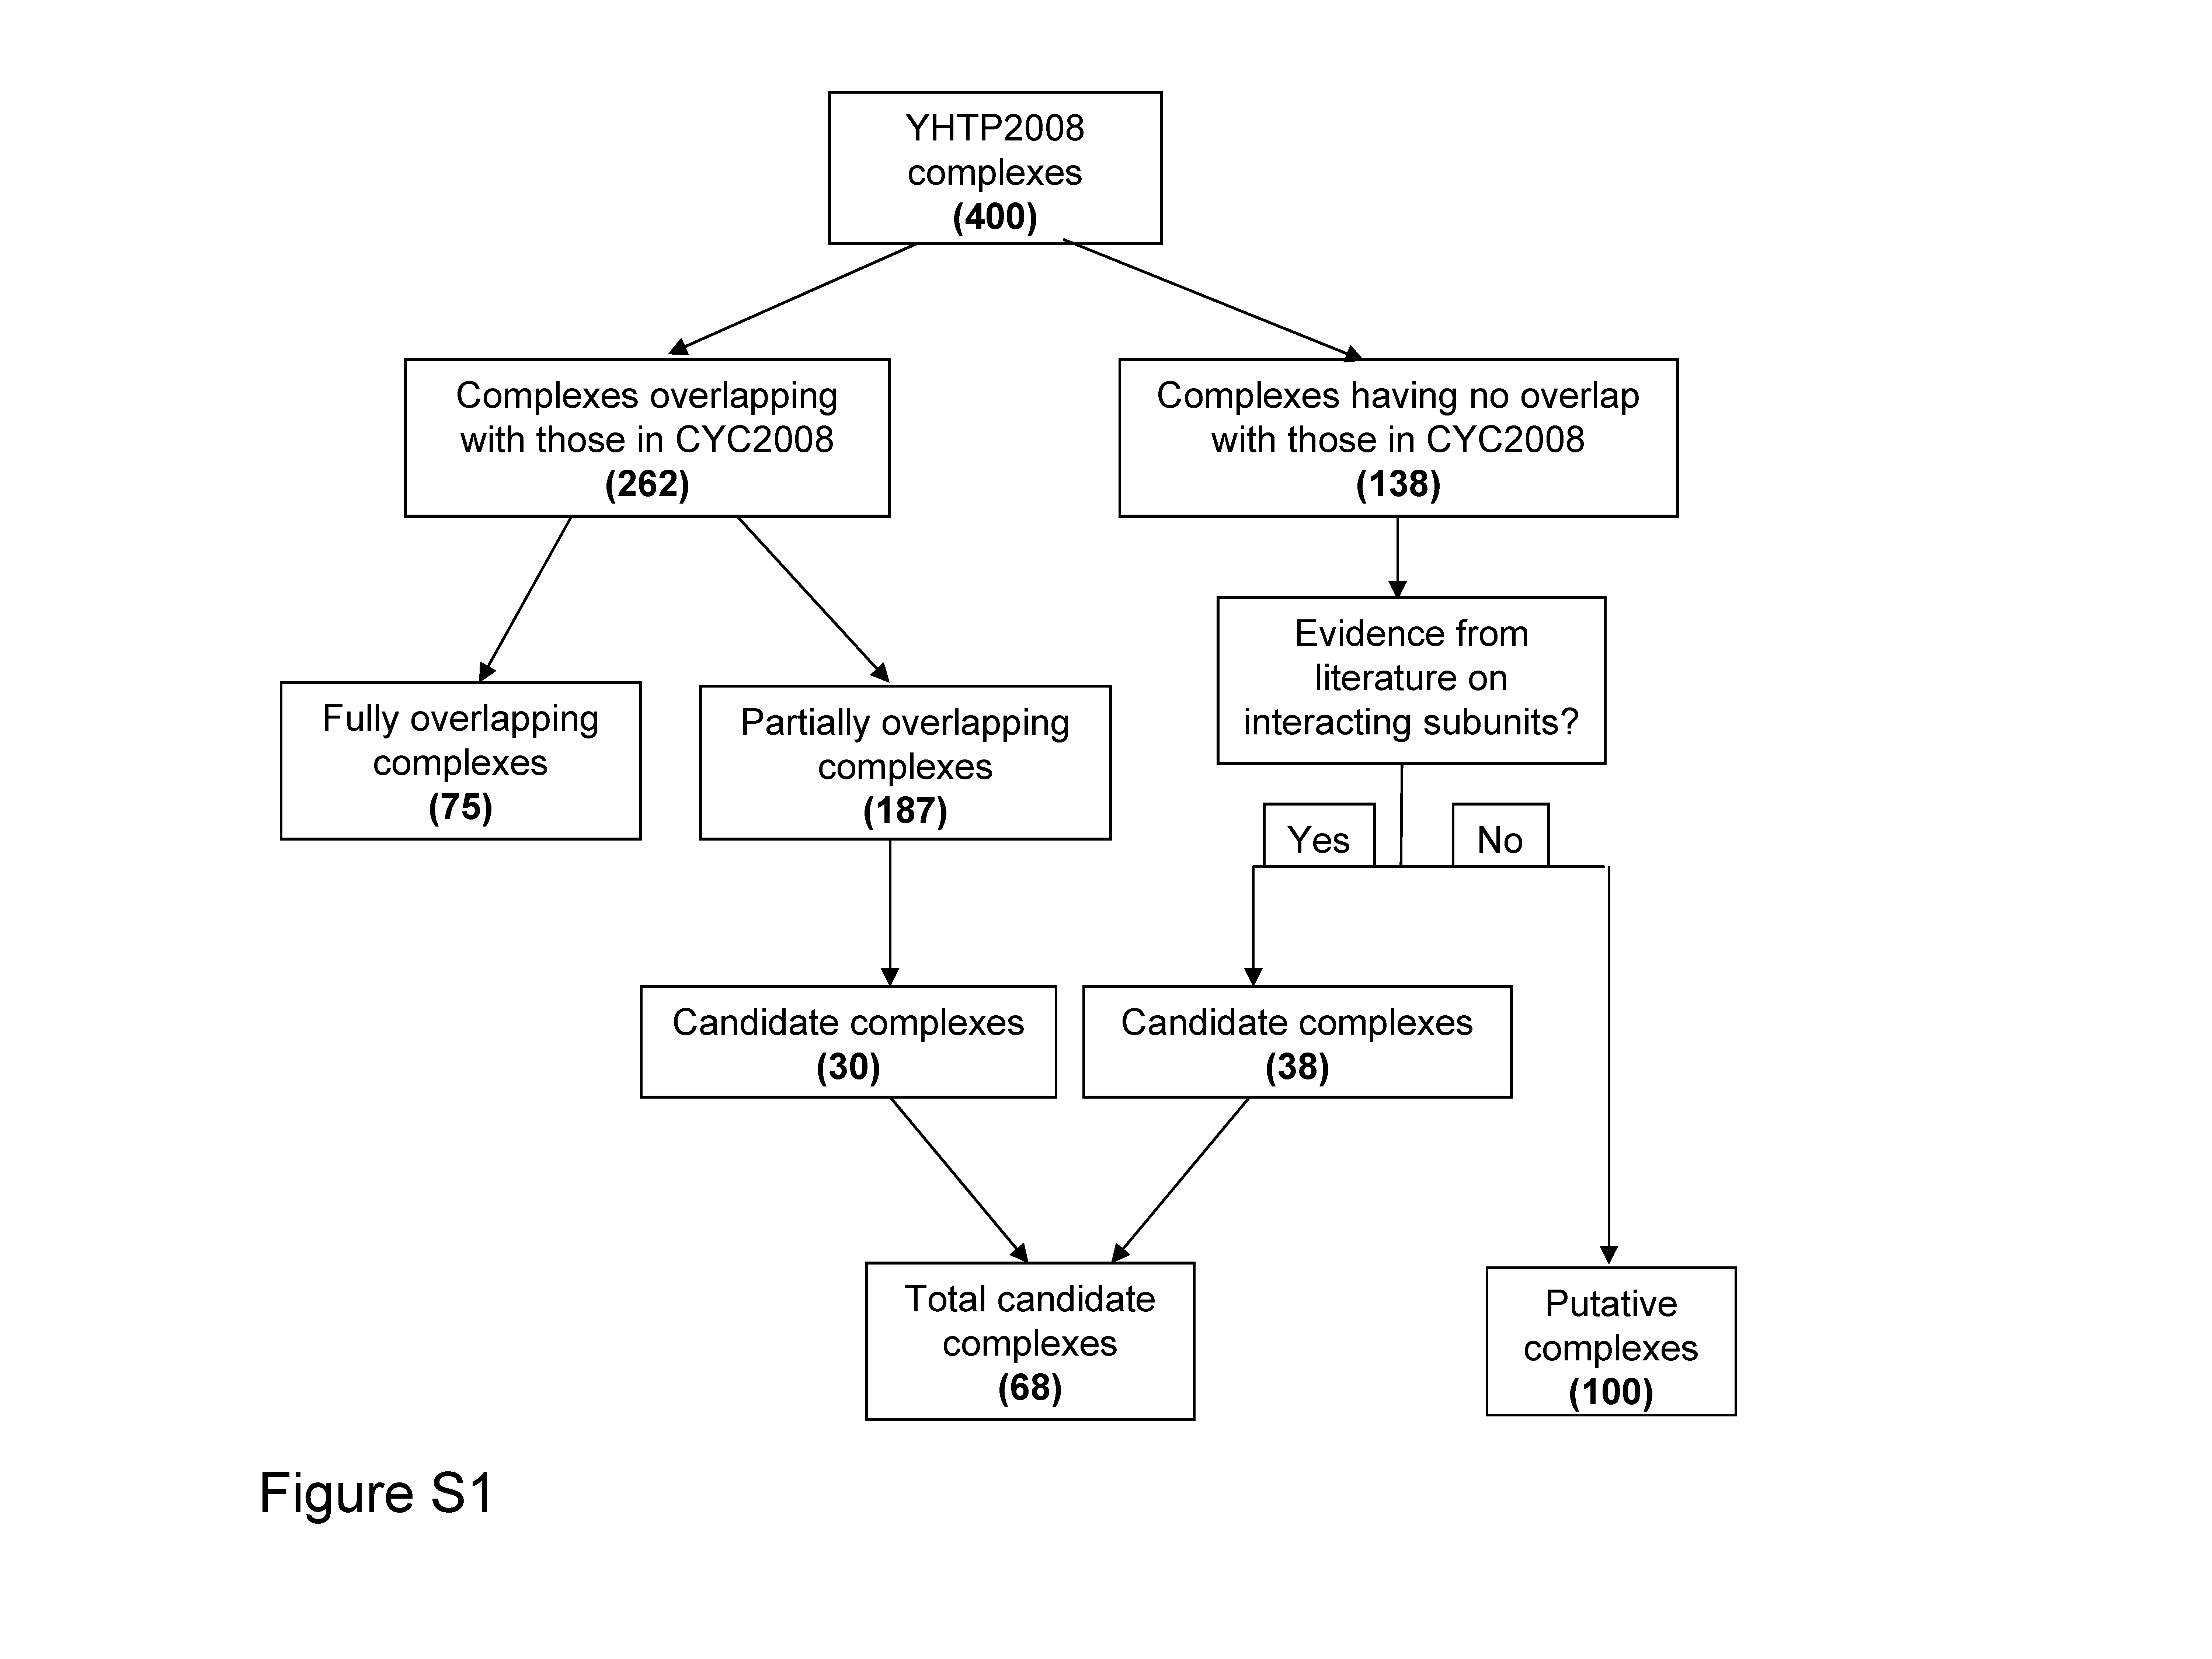 YHTP2008
complexes
(400)
Complexes overlapping
with those in CYC2008
(262)
Complexes having no overlap
with those in CYC2008
(138)
Evidence from
literature on
interacting subunits?
Fully overlapping
complexes
(75)
Partially overlapping
complexes
(187)
Yes
No
Candidate complexes
(30)
Candidate complexes
(38)
Total candidate
complexes
(68)
Putative
complexes
(100)
Figure S1